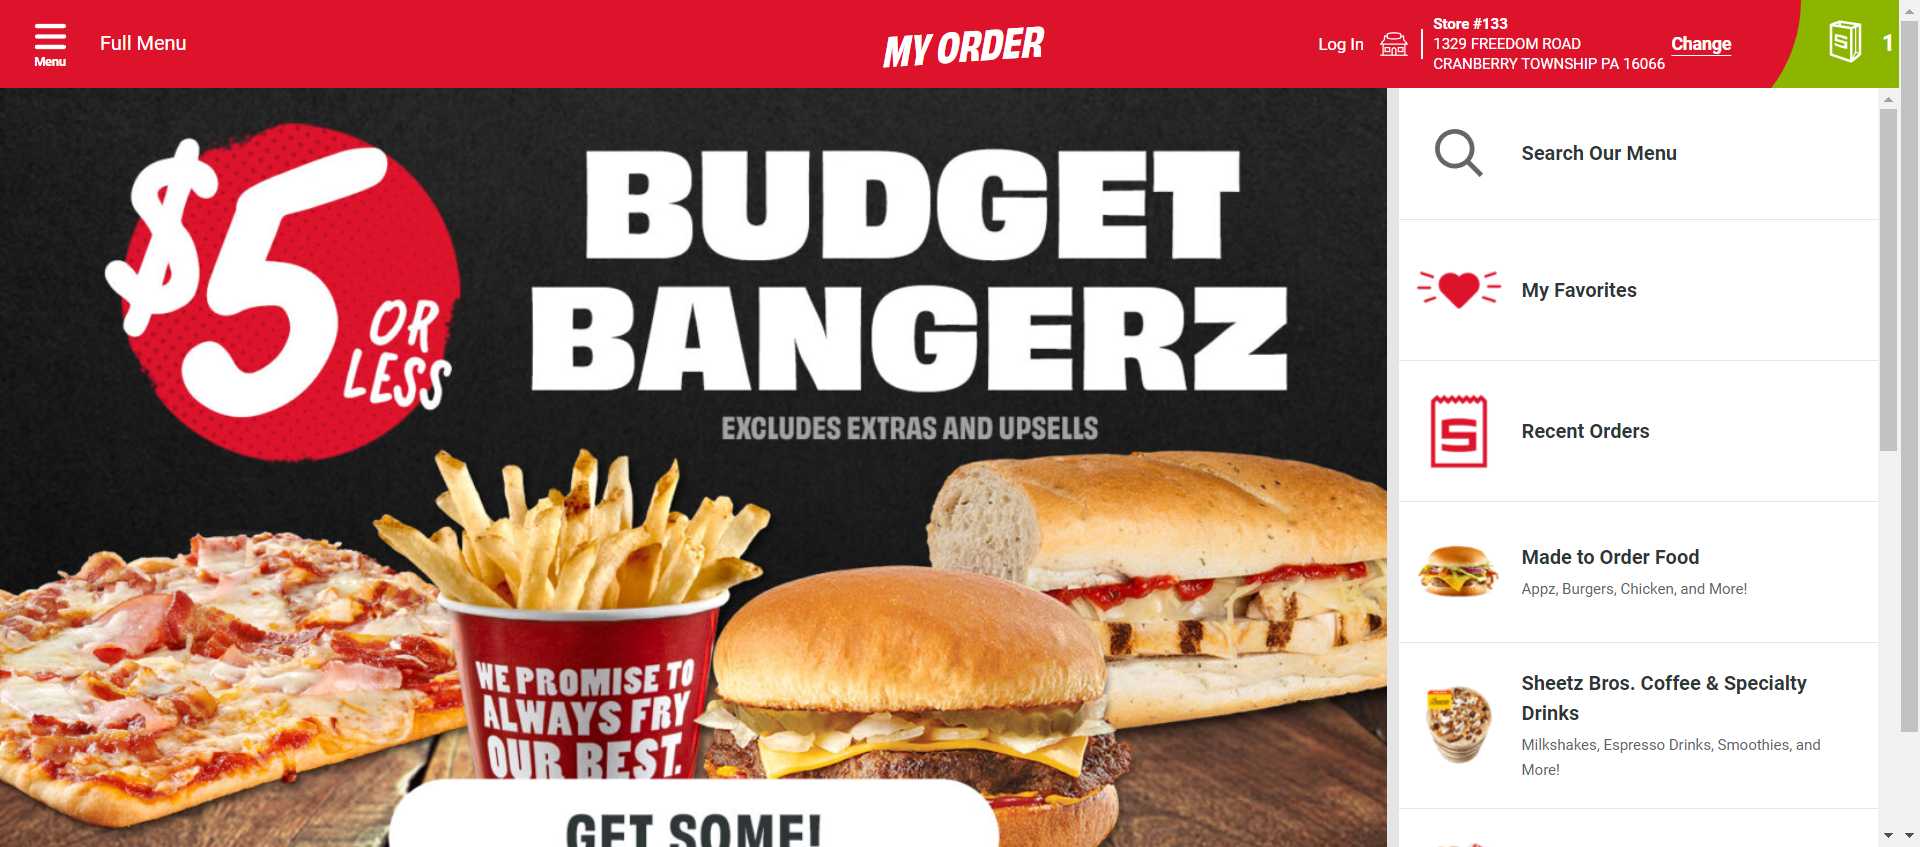 Menu
Full Menu
MY ORDER
Log In
Store #133
1329 FREEDOM ROAD
CRANBERRY TOWNSHIP PA 16066
Change
S
1
$5
OR
LESS
BUDGET
BANGERZ
EXCLUDES EXTRAS AND UPSELLS
WE PROMISE TO
ALWAYS FRY
OUR BEST.
GET SOME!
Search Our Menu
My Favorites
S
Recent Orders
Made to Order Food
Appz, Burgers, Chicken, and More!
Sheetz Bros. Coffee & Specialty
Drinks
Milkshakes, Espresso Drinks, Smoothies, and
More!